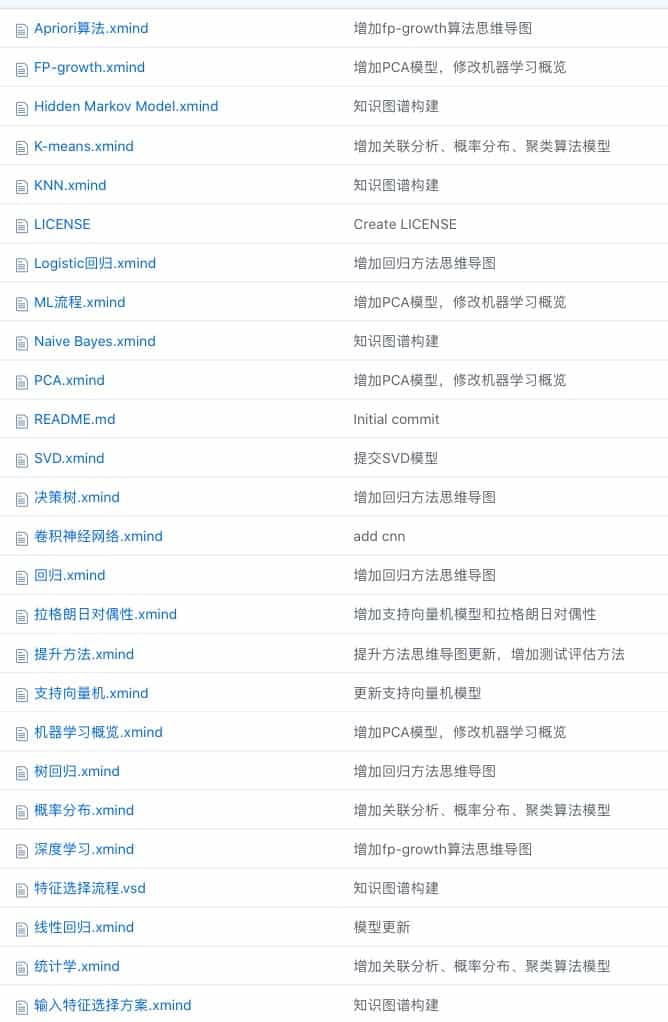 Apriori算法.xmind 增加fp-growth算法思维导图
FP-growth.xmind 增加PCA模型，修改机器学习概览
Hidden Markov Model.xmind 知识图谱构建
K-means.xmind 增加关联分析、概率分布、聚类算法模型
KNN.xmind 知识图谱构建
LICENSE Create LICENSE
Logistic回归.xmind 增加回归方法思维导图
ML流程.xmind 增加PCA模型，修改机器学习概览
Naive Bayes.xmind 知识图谱构建
PCA.xmind 增加PCA模型，修改机器学习概览
README.md Initial commit
SVD.xmind 提交SVD模型
决策树.xmind 增加回归方法思维导图
卷积神经网络.xmind add cnn
回归.xmind 增加回归方法思维导图
拉格朗日对偶性.xmind 增加支持向量机模型和拉格朗日对偶性
提升方法.xmind 提升方法思维导图更新，增加测试评估方法
支持向量机.xmind 更新支持向量机模型
机器学习概览.xmind 增加PCA模型，修改机器学习概览
树回归.xmind 增加回归方法思维导图
概率分布.xmind 增加关联分析、概率分布、聚类算法模型
深度学习.xmind 增加fp-growth算法思维导图
特征选择流程.vsd 知识图谱构建
线性回归.xmind 模型更新
统计学.xmind 增加关联分析、概率分布、聚类算法模型
输入特征选择方案.xmind 知识图谱构建